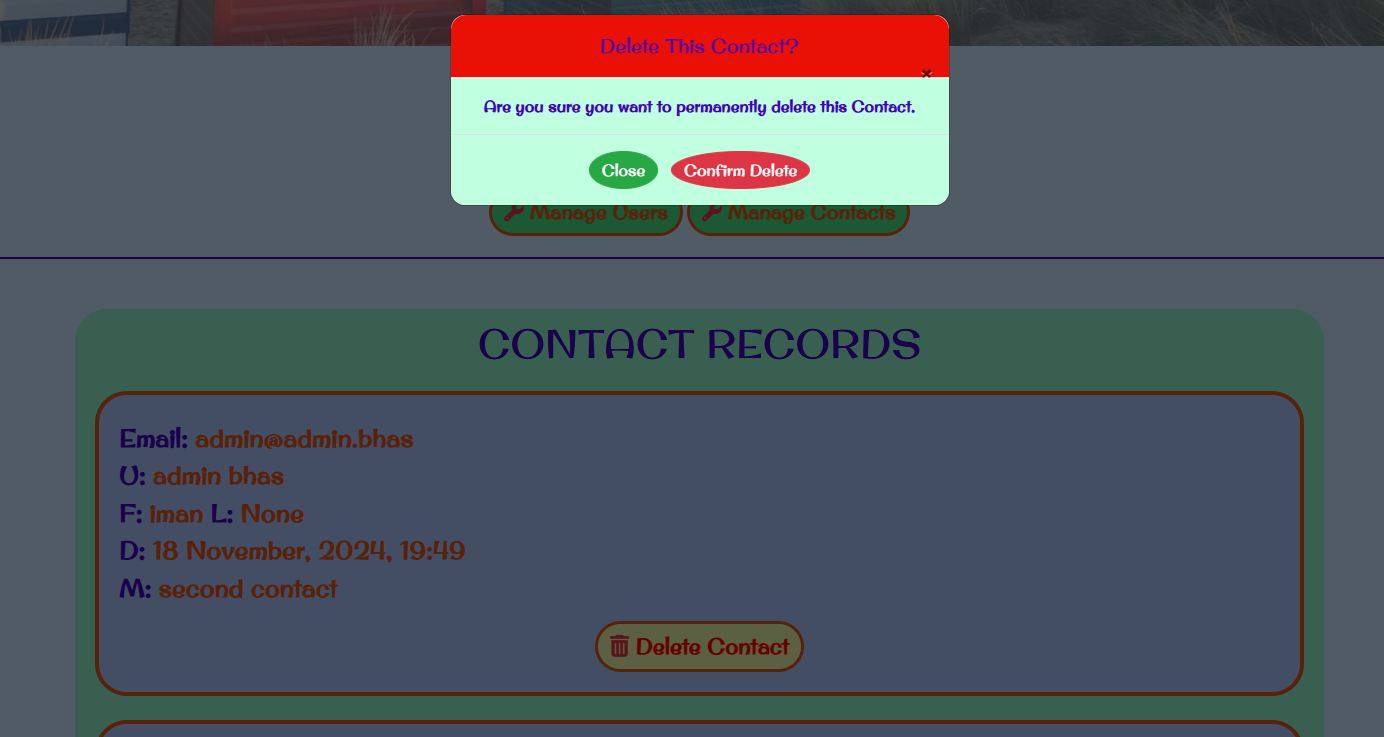 Delete This Contact?
×
Are you sure you want to permanently delete this Contact.
Close Confirm Delete
Manage Users Manage Contacts
CONTACT RECORDS
Email: admin@admin.bhas
U: admin bhas
F: iman L: None
D: 18 November, 2024, 19:49
M: second contact
Delete Contact